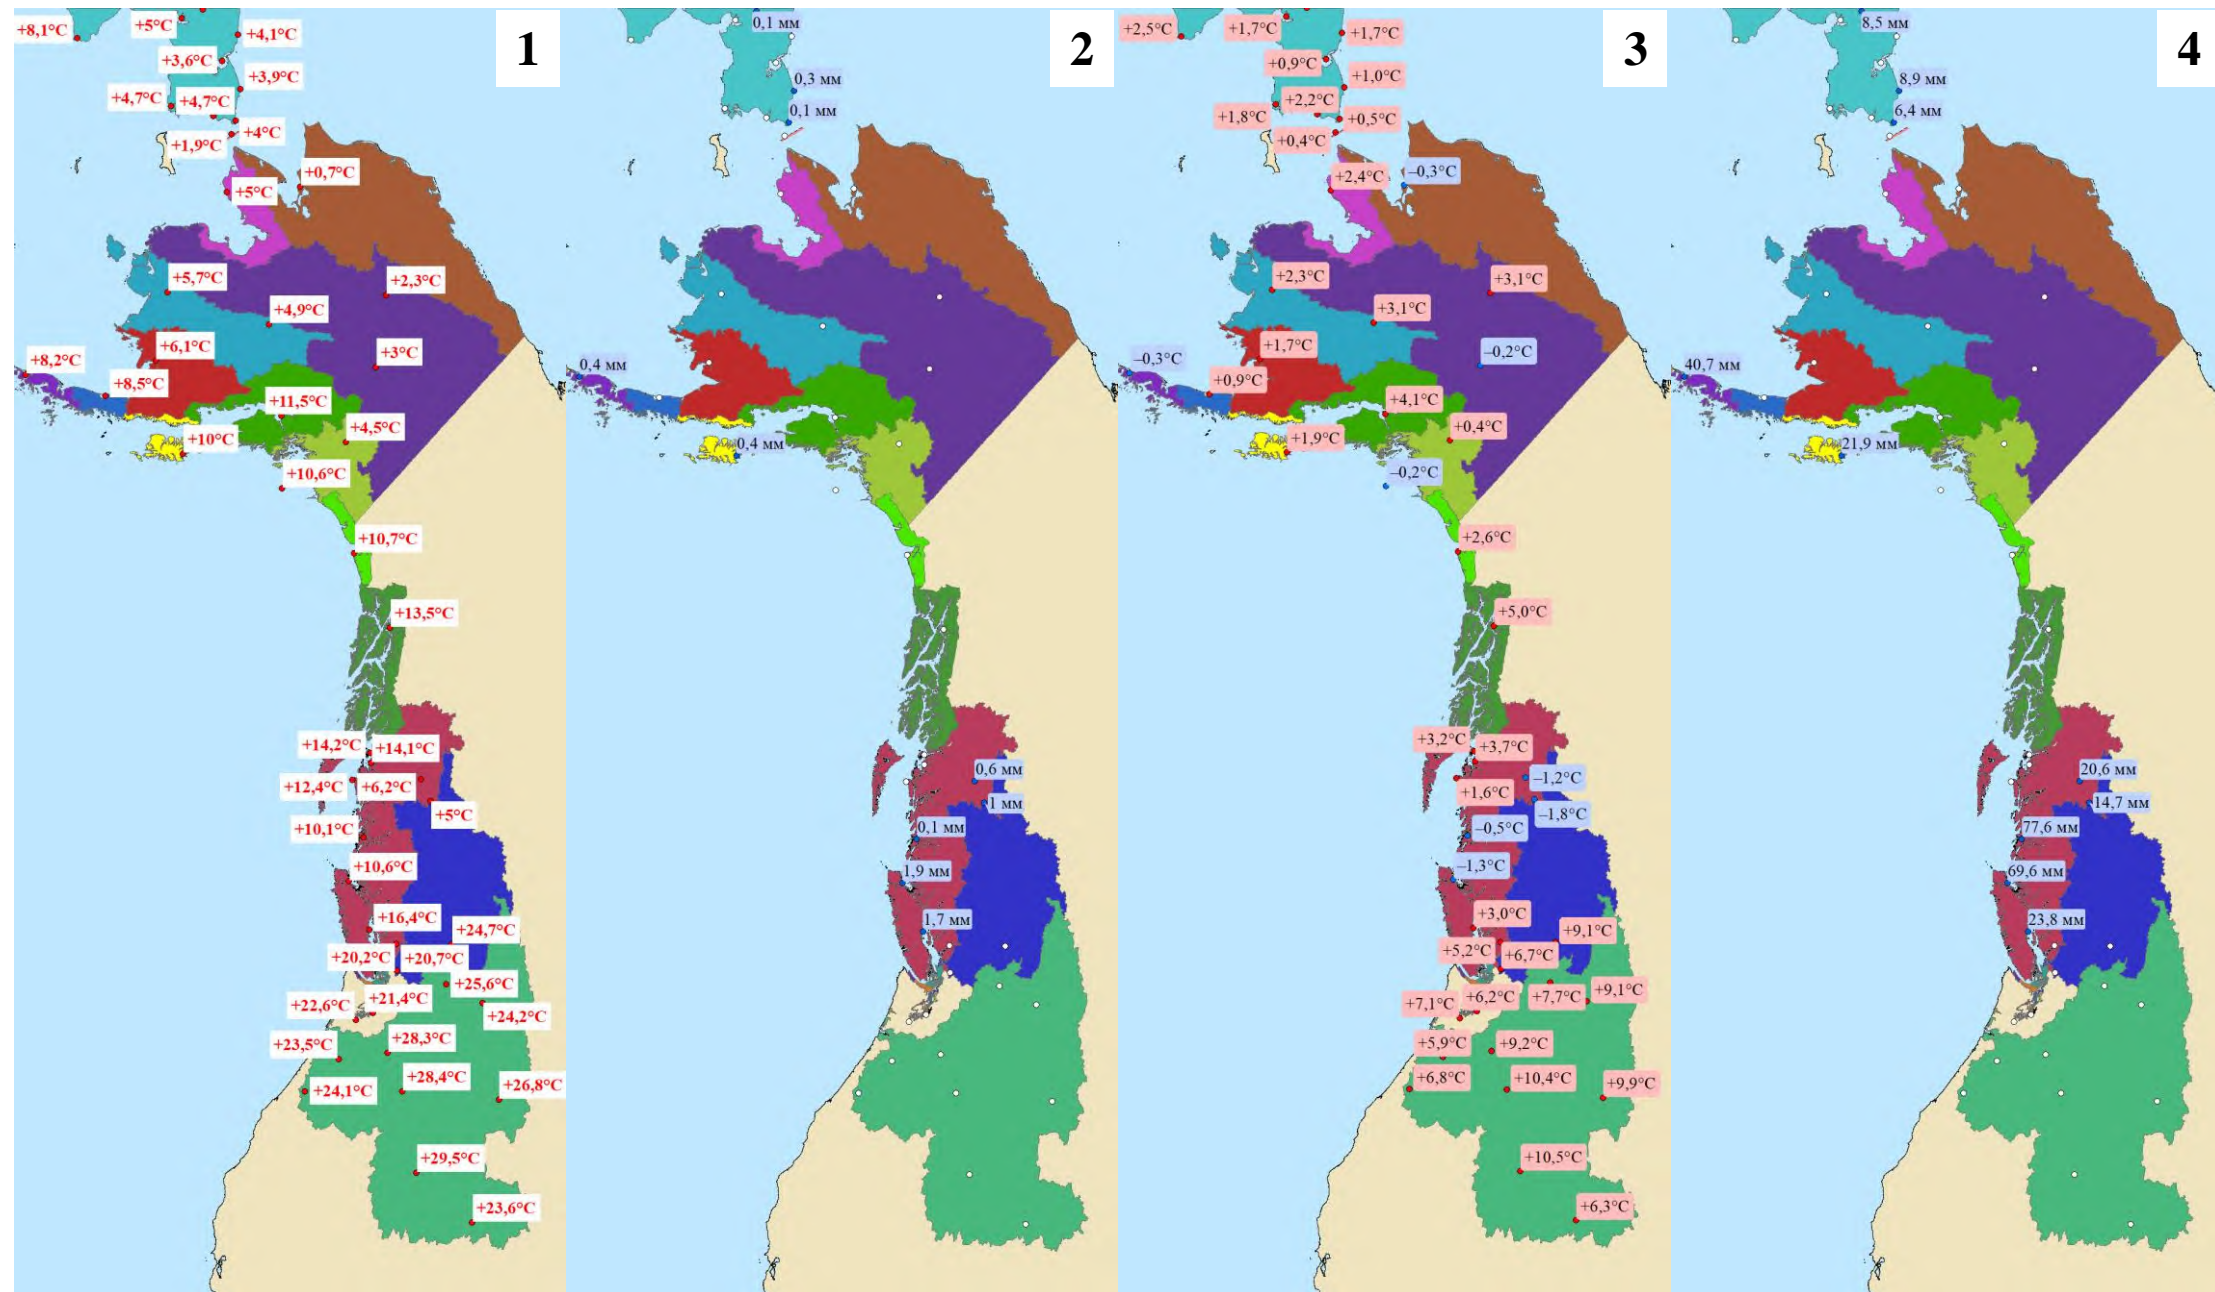 1
+8,1°C
+5°C
+4,1°C
+3,6°C
+3,9°C
+4,7°C
+4,7°C
+4°C
+1,9°C
+0,7°C
+5°C
+5,7°C
+2,3°C
+4,9°C
+6,1°C
+3°C
+8,2°C
+8,5°C
+11,5°C
+4,5°C
+10°C
+10,6°C
+10,7°C
+13,5°C
+14,2°C
+14,1°C
+12,4°C
+6,2°C
+5°C
+10,1°C
+10,6°C
+16,4°C
+24,7°C
+20,2°C
+20,7°C
+25,6°C
+21,4°C
+22,6°C
+24,2°C
+28,3°C
+23,5°C
+28,4°C
+26,8°C
+24,1°C
+29,5°C
+23,6°C
2
0,1 мм
0,3 мм
0,1 мм
0,4 мм
0,4 мм
0,6 мм
1 мм
0,1 мм
1,9 мм
1,7 мм
3
+2,5°C
+1,7°C
+1,7°C
+0,9°C
+1,0°C
+2,2°C
+1,8°C
+0,5°C
+0,4°C
–0,3°C
+2,4°C
+2,3°C
+3,1°C
+3,1°C
+1,7°C
–0,2°C
–0,3°C
+0,9°C
+4,1°C
+0,4°C
+1,9°C
–0,2°C
+2,6°C
+5,0°C
+3,2°C
+3,7°C
–1,2°C
+1,6°C
–1,8°C
–0,5°C
–1,3°C
+3,0°C
+9,1°C
+5,2°C
+6,7°C
+9,1°C
+6,2°C
+7,7°C
+7,1°C
+5,9°C
+9,2°C
+6,8°C
+10,4°C
+9,9°C
+10,5°C
+6,3°C
4
8,5 мм
8,9 мм
6,4 мм
40,7 мм
21,9 мм
20,6 мм
14,7 мм
77,6 мм
69,6 мм
23,8 мм